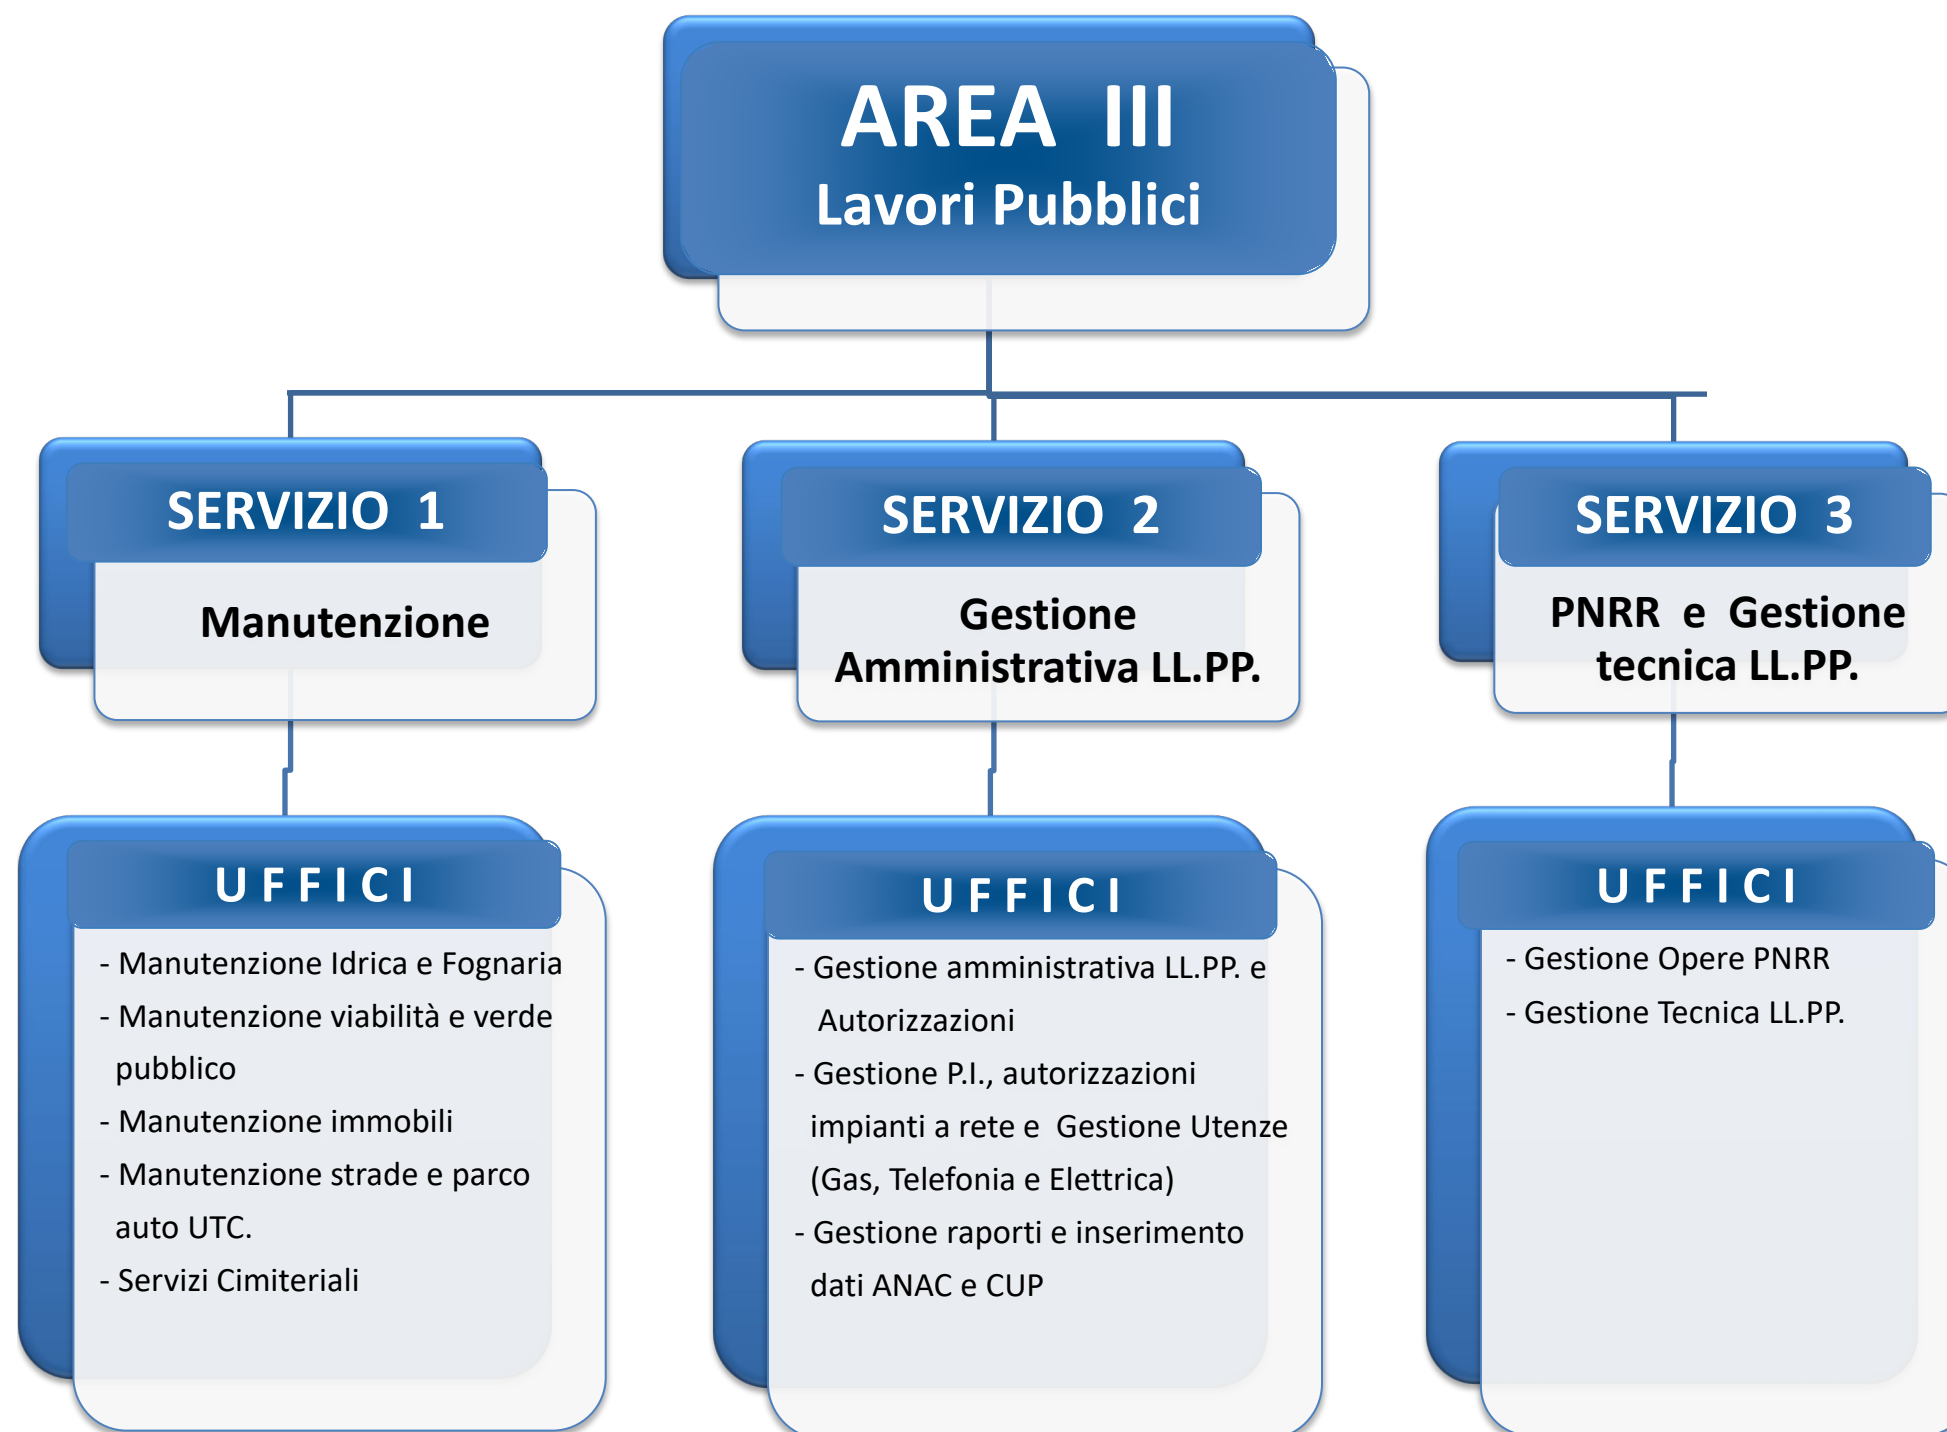 AREA III
Lavori Pubblici
SERVIZIO 1
Manutenzione
SERVIZIO 2
Gestione
Amministrativa LL.PP.
SERVIZIO 3
PNRR e Gestione
tecnica LL.PP.
U F F I C I
- Manutenzione Idrica e Fognaria
- Manutenzione viabilità e verde
pubblico
- Manutenzione immobili
- Manutenzione strade e parco
auto UTC.
- Servizi Cimiteriali
U F F I C I
- Gestione amministrativa LL.PP. e
Autorizzazioni
- Gestione P.I., autorizzazioni
impianti a rete e Gestione Utenze
(Gas, Telefonia e Elettrica)
- Gestione raporti e inserimento
dati ANAC e CUP
U F F I C I
- Gestione Opere PNRR
- Gestione Tecnica LL.PP.